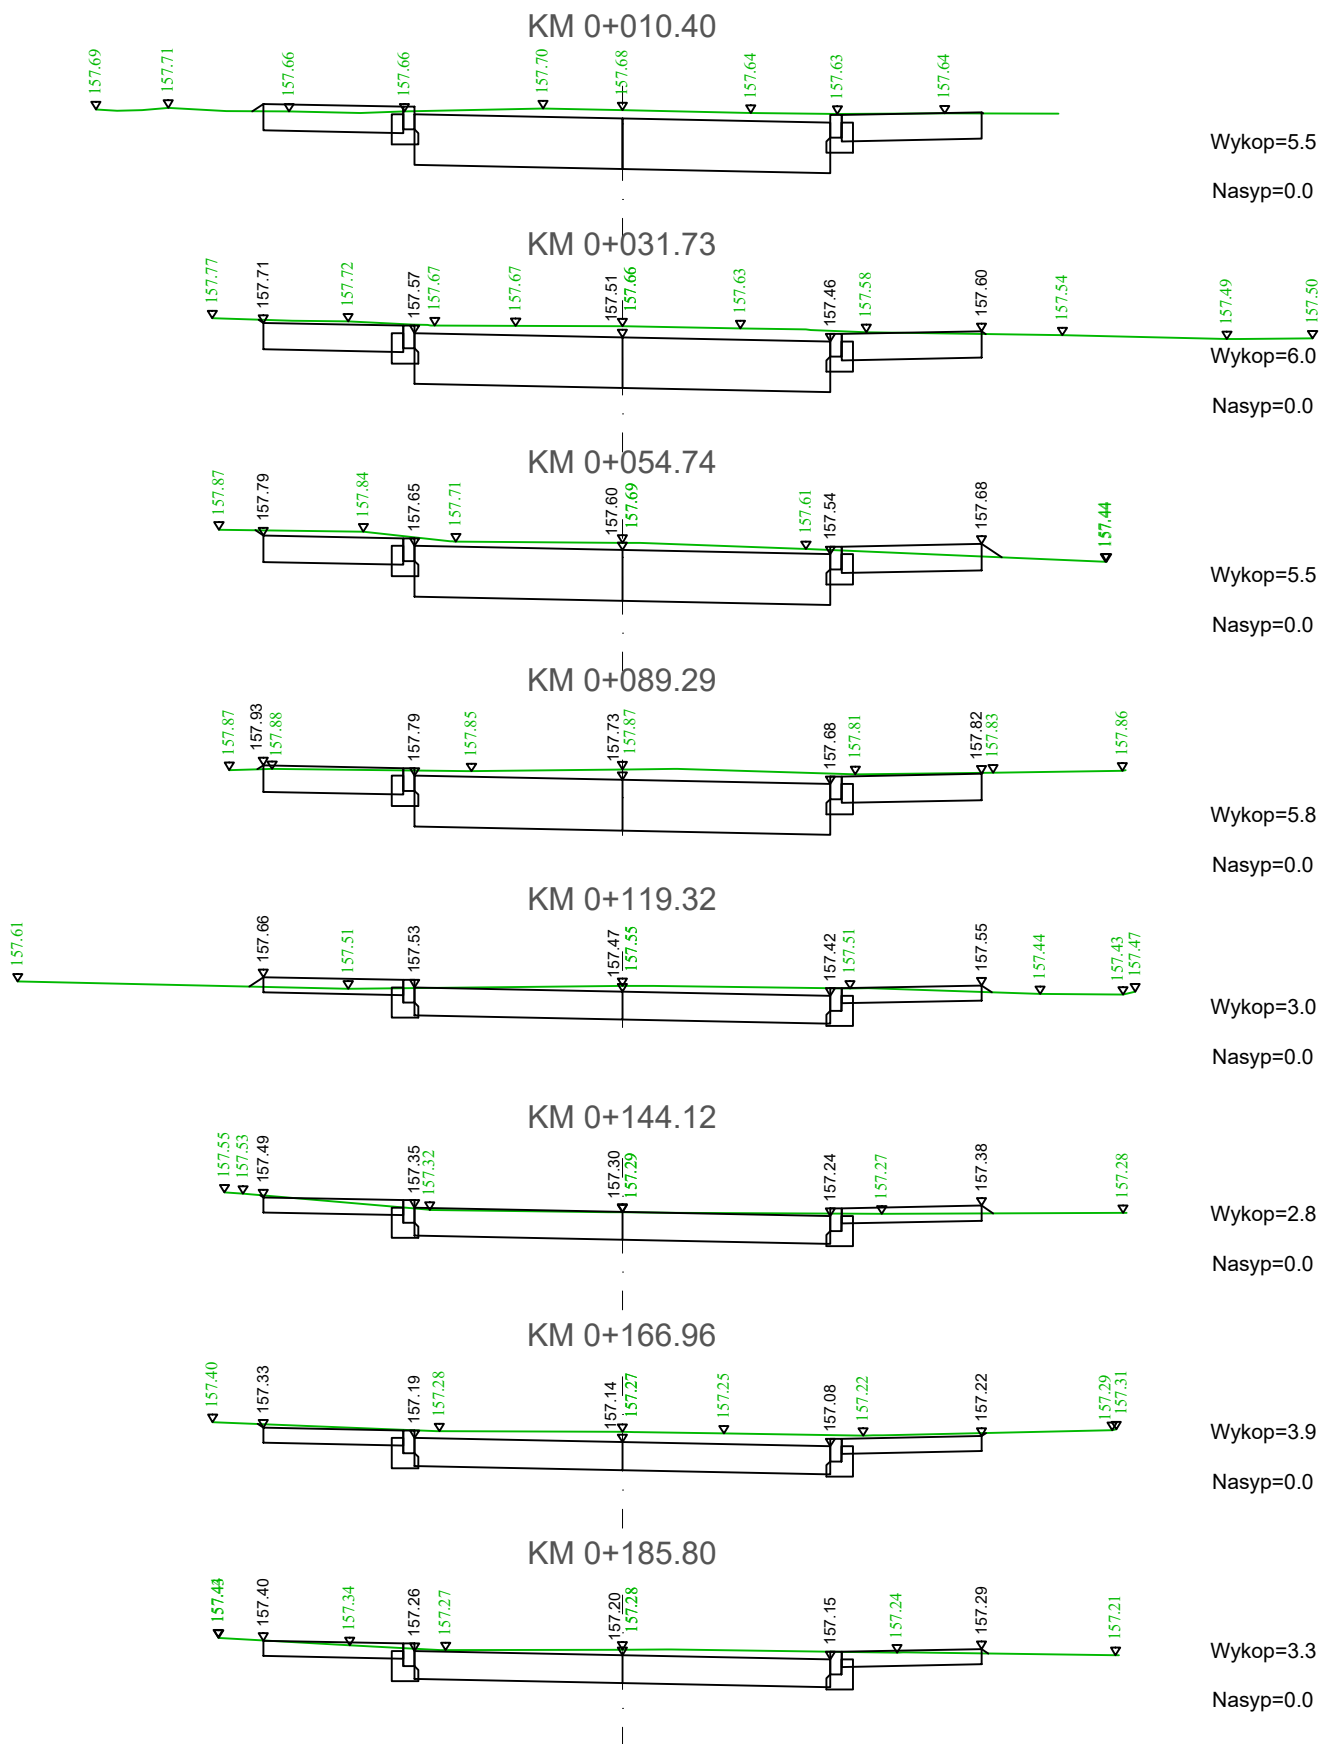 KM 0+010.40
157.69 157.71 157.66 157.66 157.70 157.68 157.64 157.63 157.64
Wykop=5.5
Nasyp=0.0
KM 0+031.73
157.77 157.71 157.72 157.57 157.67 157.67 157.51 157.66 157.63 157.46 157.58 157.60 157.54 157.49 157.50
Wykop=6.0
Nasyp=0.0
KM 0+054.74
157.87 157.79 157.84 157.65 157.71 157.60 157.69 157.61 157.54 157.68 157.44
Wykop=5.5
Nasyp=0.0
KM 0+089.29
157.87 157.93 157.88 157.79 157.85 157.73 157.87 157.68 157.81 157.82 157.83 157.86
Wykop=5.8
Nasyp=0.0
KM 0+119.32
157.61 157.66 157.51 157.53 157.47 157.55 157.42 157.51 157.55 157.44 157.43 157.47
Wykop=3.0
Nasyp=0.0
KM 0+144.12
157.55 157.53 157.49 157.35 157.32 157.30 157.29 157.24 157.27 157.38 157.28
Wykop=2.8
Nasyp=0.0
KM 0+166.96
157.40 157.33 157.19 157.28 157.14 157.27 157.25 157.08 157.22 157.22 157.29 157.31
Wykop=3.9
Nasyp=0.0
KM 0+185.80
157.40 157.34 157.26 157.27 157.20 157.28 157.15 157.24 157.29 157.21
Wykop=3.3
Nasyp=0.0